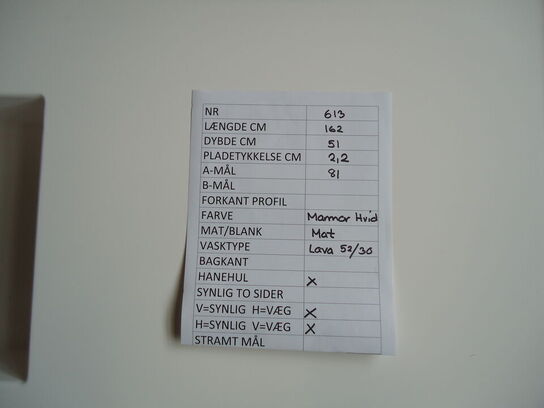 NR 613
LÆNGDE CM 162
DYBDE CM 51
PLADETYKKELSE CM 2,2
A-MÅL 81
B-MÅL
FORKANT PROFIL
FARVE Marmor Hvid
MAT/BLANK Mat
VASKTYPE Lava 52/30
BAGKANT
HANEHUL X
SYNLIG TO SIDER
V=SYNLIG H=VÆG X
H=SYNLIG V=VÆG X
STRAMT MÅL